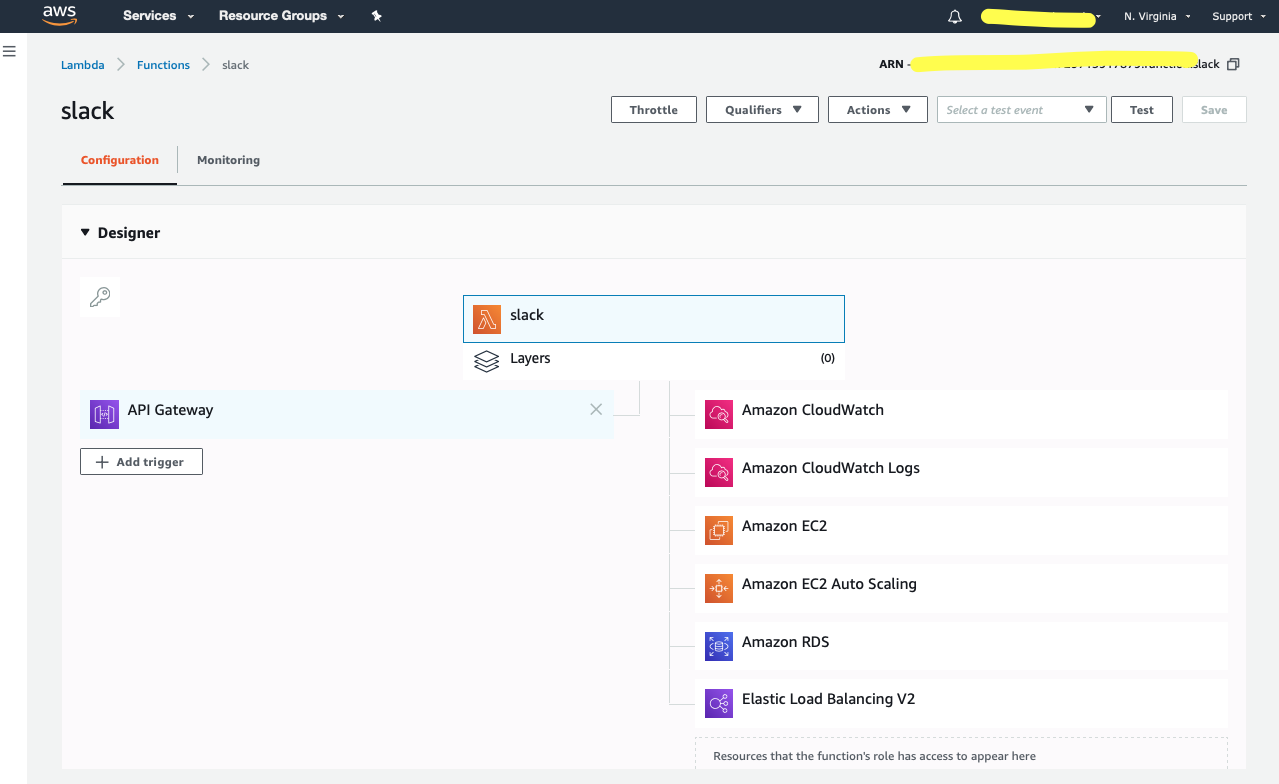 aws Services Resource Groups N. Virginia Support
Lambda Functions slack ARN - slack
slack Throttle Qualifiers Actions Select a test event Test Save
Configuration Monitoring
Designer
slack
Layers (0)
API Gateway
Add trigger
Amazon CloudWatch
Amazon CloudWatch Logs
Amazon EC2
Amazon EC2 Auto Scaling
Amazon RDS
Elastic Load Balancing V2
Resources that the function's role has access to appear here